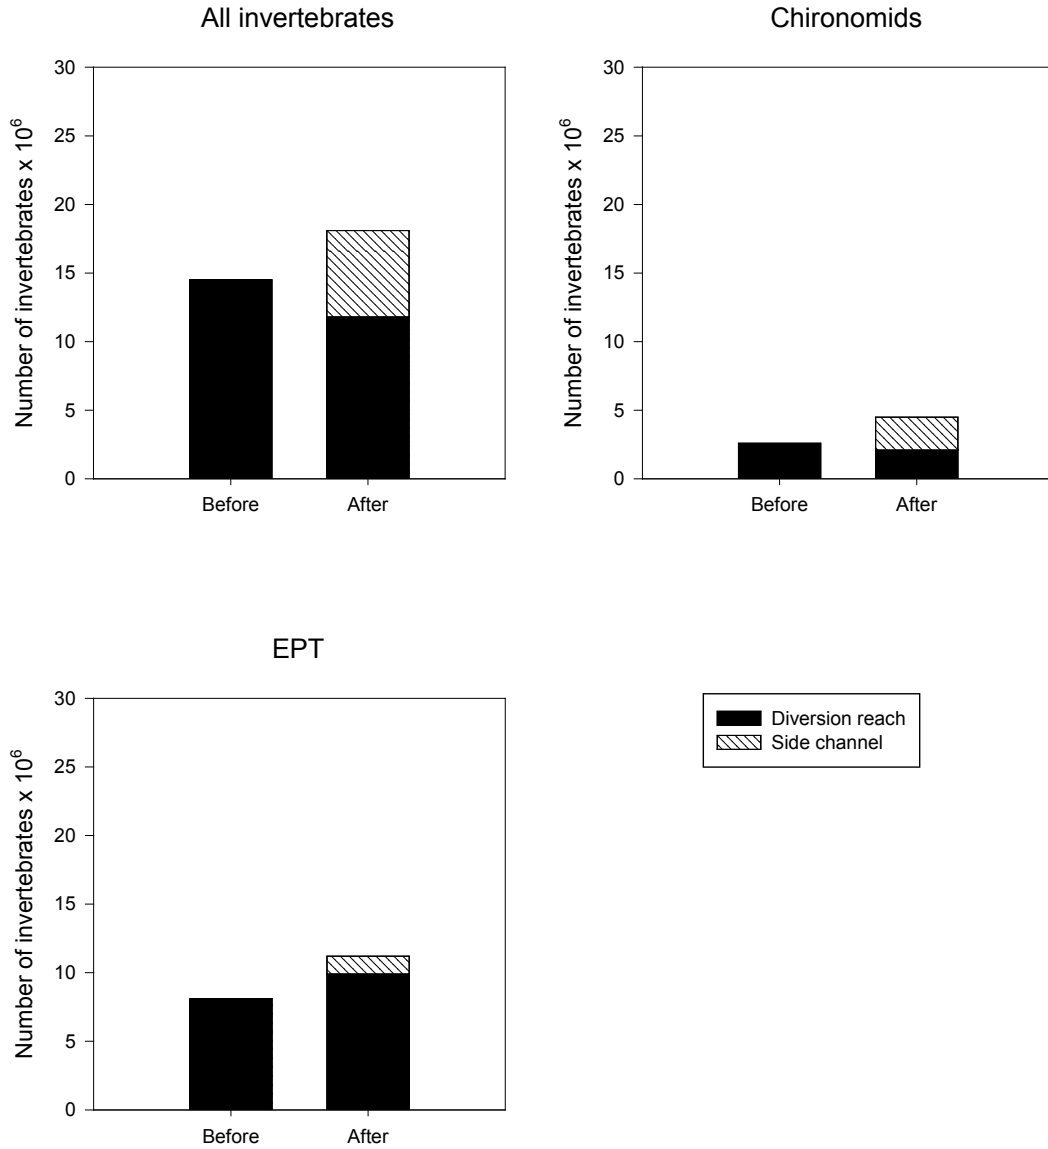 All invertebrates
Number of invertebrates x 10⁶
30
25
20
15
10
5
0
Before After
Chironomids
Number of invertebrates x 10⁶
30
25
20
15
10
5
0
Before After
EPT
Number of invertebrates x 10⁶
30
25
20
15
10
5
0
Before After
Diversion reach
Side channel